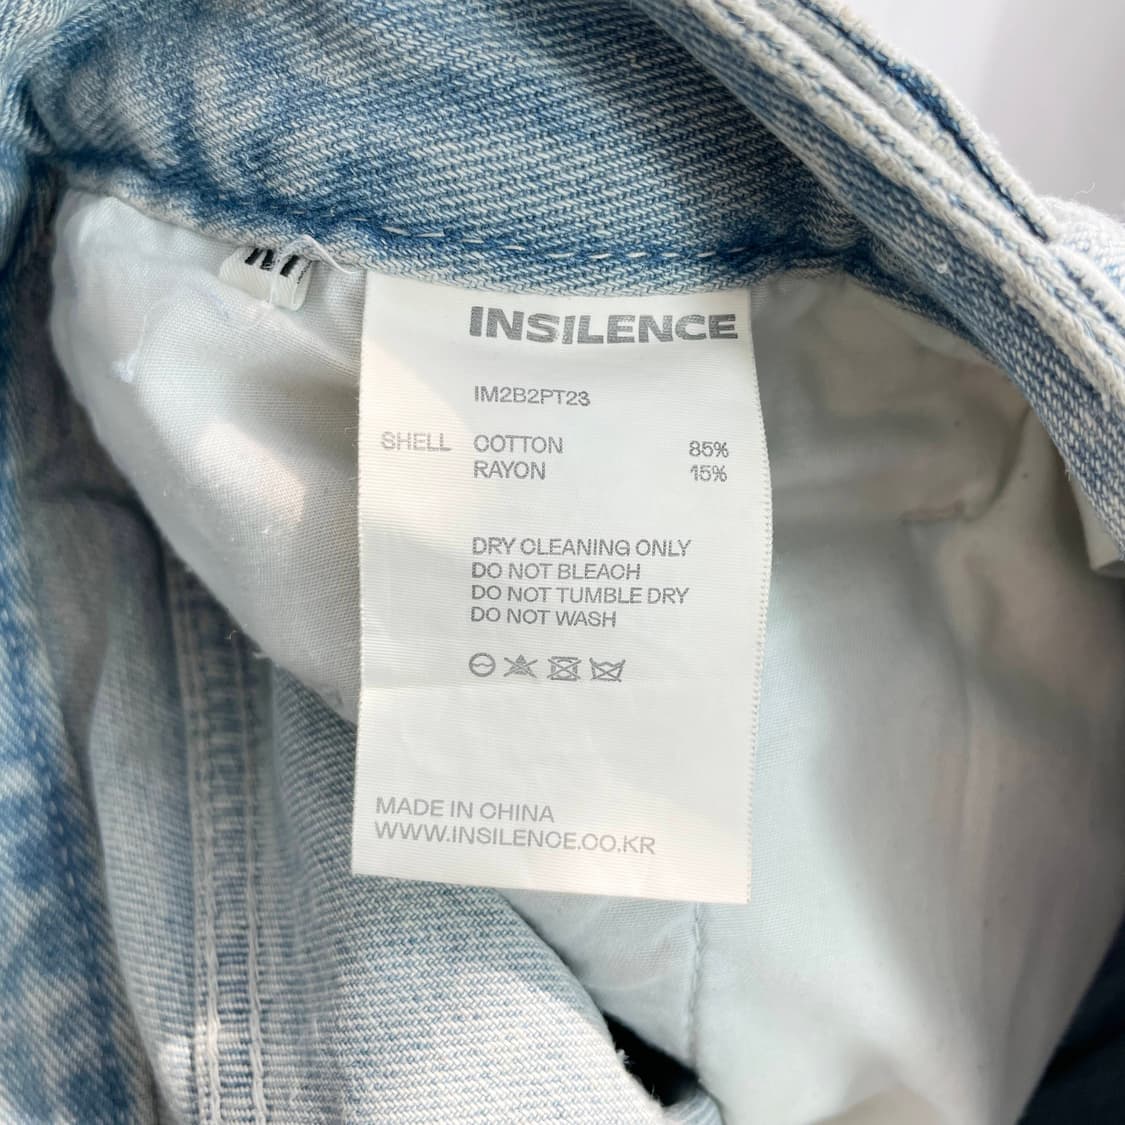 M
INSILENCE
IM2B2PT23
SHELL COTTON 85%
RAYON 15%
DRY CLEANING ONLY
DO NOT BLEACH
DO NOT TUMBLE DRY
DO NOT WASH
MADE IN CHINA
WWW.INSILENCE.CO.KR